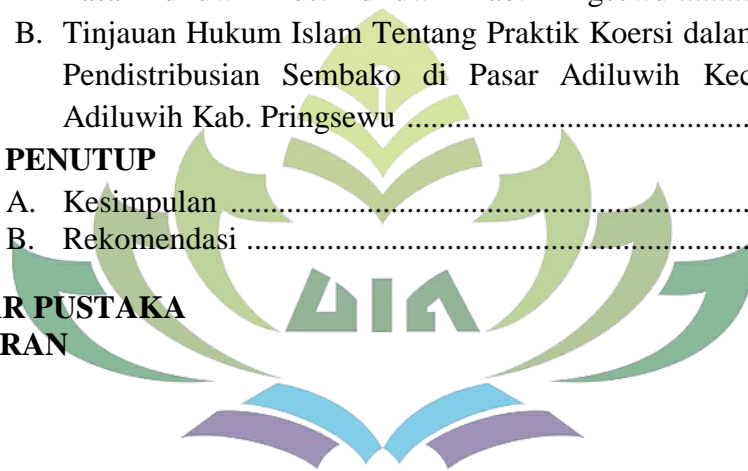 B. Tinjauan Hukum Islam Tentang Praktik Koersi dalam
Pendistribusian Sembako di Pasar Adiluwih Kec
Adiluwih Kab. Pringsewu ....................................
PENUTUP
A. Kesimpulan ......................................................
B. Rekomendasi ....................................................
R PUSTAKA
RAN
UIN